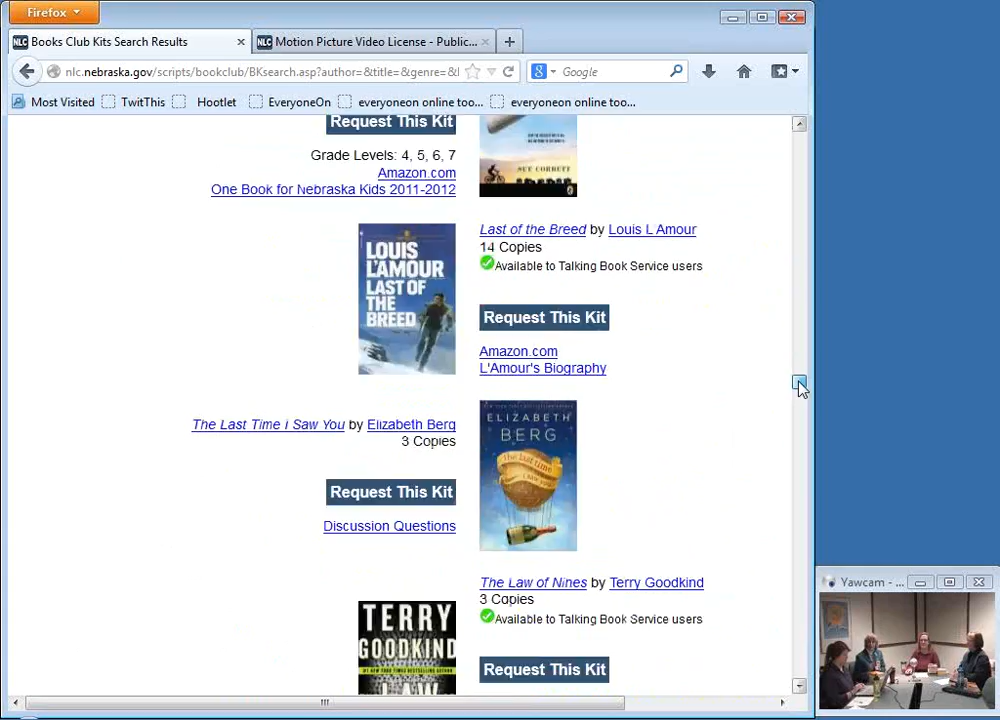 Firefox
Books Club Kits Search Results
Motion Picture Video License - Public...
nlc.nebraska.gov/scripts/bookclub/BKsearch.asp?author=&title=&genre=&l
Google
Most Visited
TwitThis
Hootlet
EveryoneOn
everyoneon online too...
everyoneon online too...
Request This Kit
Grade Levels: 4, 5, 6, 7
Amazon.com
One Book for Nebraska Kids 2011-2012
SUE CORBETT
LOUIS
L'AMOUR
LAST OF
THE
BREED
Last of the Breed by Louis L Amour
14 Copies
Available to Talking Book Service users
Request This Kit
Amazon.com
L'Amour's Biography
The Last Time I Saw You by Elizabeth Berg
3 Copies
Request This Kit
Discussion Questions
ELIZABETH
BERG
the last time
I saw you
The Law of Nines by Terry Goodkind
3 Copies
Available to Talking Book Service users
Request This Kit
TERRY
GOODKIND
LAW
Yawcam - ...